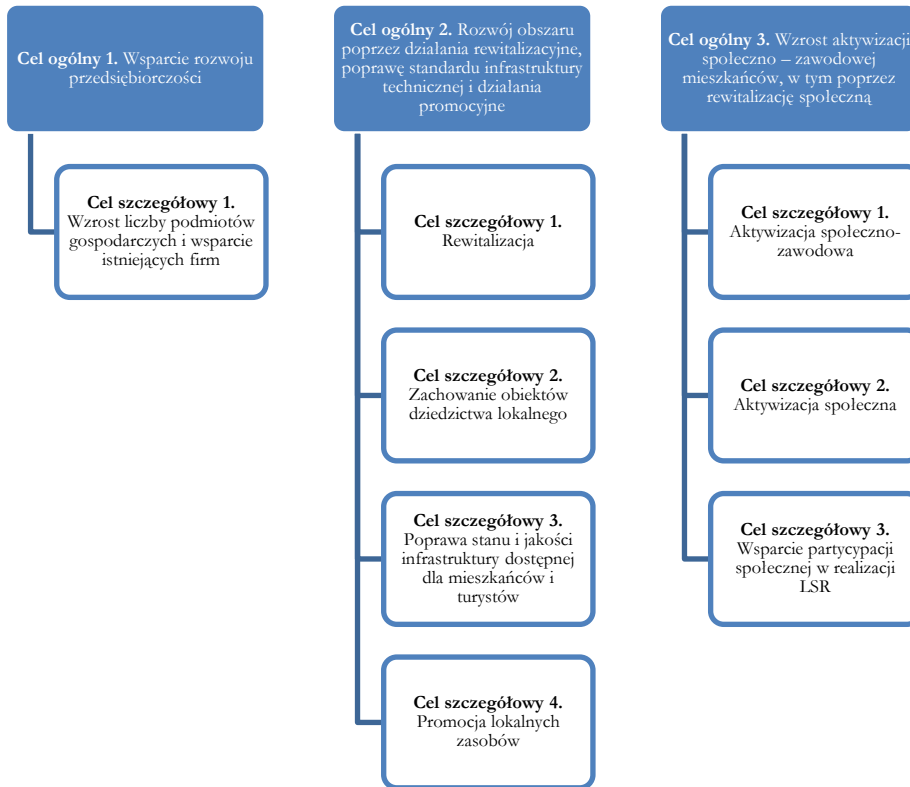 Cel ogólny 1. Wsparcie rozwoju
przedsiębiorczości
Cel szczegółowy 1.
Wzrost liczby podmiotów
gospodarczych i wsparcie
istniejących firm
Cel ogólny 2. Rozwój obszaru
poprzez działania rewitalizacyjne,
poprawę standardu infrastruktury
technicznej i działania
promocyjne
Cel szczegółowy 1.
Rewitalizacja
Cel szczegółowy 2.
Zachowanie obiektów
dziedzictwa lokalnego
Cel szczegółowy 3.
Poprawa stanu i jakości
infrastruktury dostępnej
dla mieszkańców i
turystów
Cel szczegółowy 4.
Promocja lokalnych
zasobów
Cel ogólny 3. Wzrost aktywizacji
społeczno – zawodowej
mieszkańców, w tym poprzez
rewitalizację społeczną
Cel szczegółowy 1.
Aktywizacja społeczno-
zawodowa
Cel szczegółowy 2.
Aktywizacja społeczna
Cel szczegółowy 3.
Wsparcie partycypacji
społecznej w realizacji
LSR